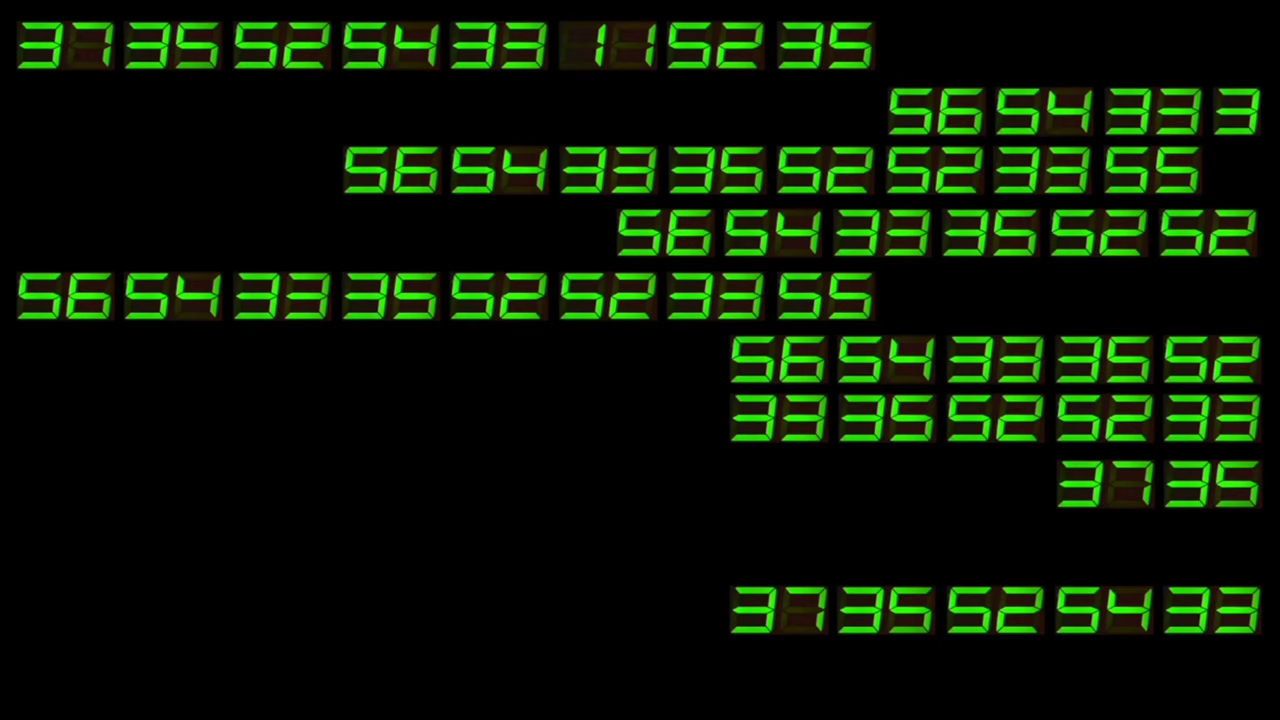 37 35 52 54 33 11 52 35
56 54 33 3
56 54 33 35 52 52 33 55
56 54 33 35 52 52
56 54 33 35 52 52 33 55
56 54 33 35 52
33 35 52 52 33
37 35
37 35 52 54 33